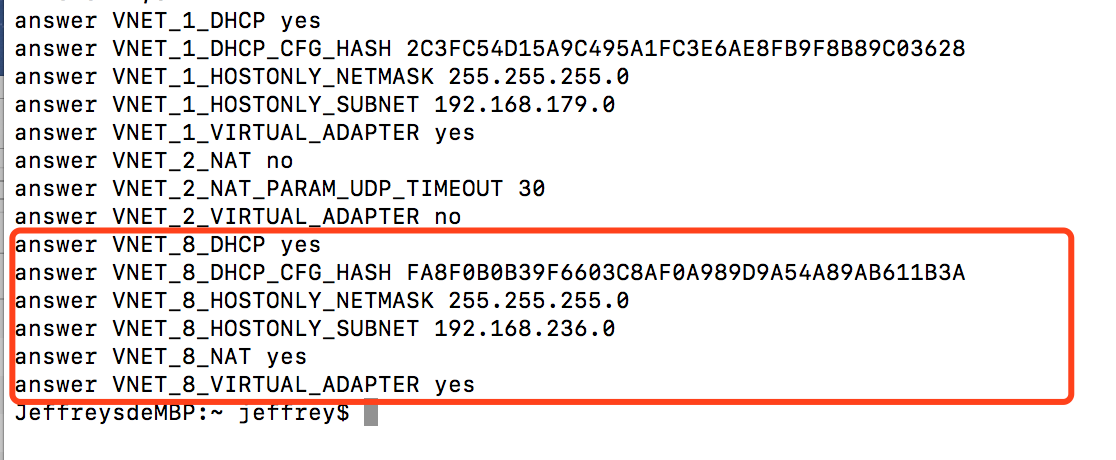 answer VNET_1_DHCP yes
answer VNET_1_DHCP_CFG_HASH 2C3FC54D15A9C495A1FC3E6AE8FB9F8B89C03628
answer VNET_1_HOSTONLY_NETMASK 255.255.255.0
answer VNET_1_HOSTONLY_SUBNET 192.168.179.0
answer VNET_1_VIRTUAL_ADAPTER yes
answer VNET_2_NAT no
answer VNET_2_NAT_PARAM_UDP_TIMEOUT 30
answer VNET_2_VIRTUAL_ADAPTER no
answer VNET_8_DHCP yes
answer VNET_8_DHCP_CFG_HASH FA8F0B0B39F6603C8AF0A989D9A54A89AB611B3A
answer VNET_8_HOSTONLY_NETMASK 255.255.255.0
answer VNET_8_HOSTONLY_SUBNET 192.168.236.0
answer VNET_8_NAT yes
answer VNET_8_VIRTUAL_ADAPTER yes
JeffreysdeMBP:~ jeffrey$